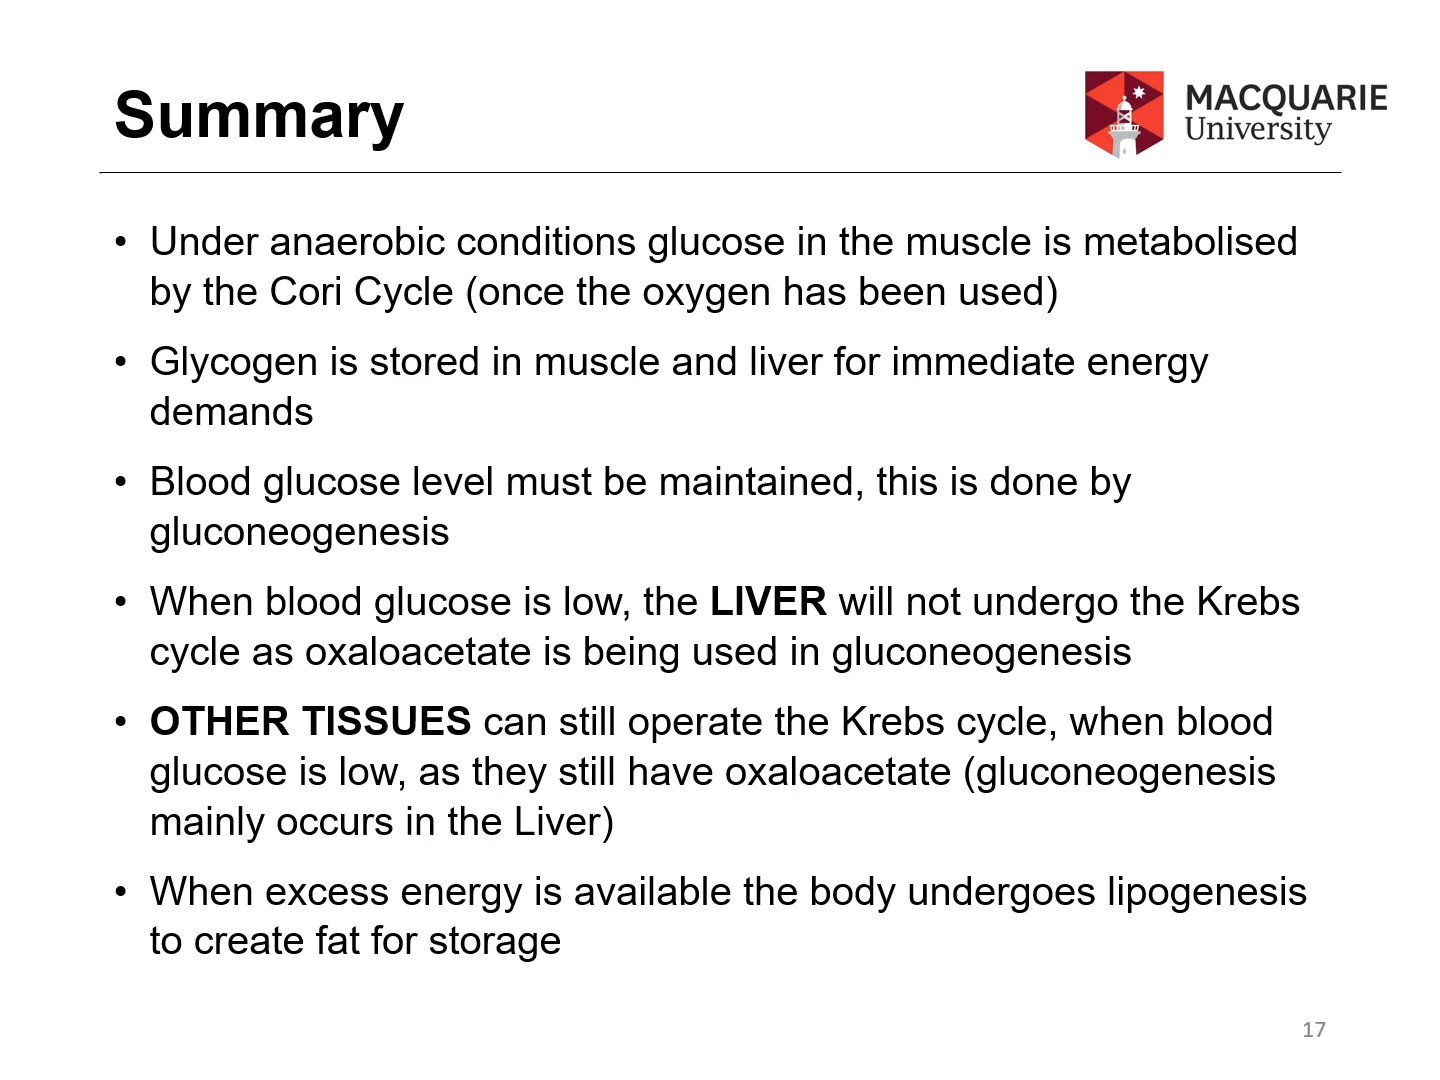 Summary
MACQUARIE
University
• Under anaerobic conditions glucose in the muscle is metabolised
by the Cori Cycle (once the oxygen has been used)
• Glycogen is stored in muscle and liver for immediate energy
demands
• Blood glucose level must be maintained, this is done by
gluconeogenesis
• When blood glucose is low, the LIVER will not undergo the Krebs
cycle as oxaloacetate is being used in gluconeogenesis
• OTHER TISSUES can still operate the Krebs cycle, when blood
glucose is low, as they still have oxaloacetate (gluconeogenesis
mainly occurs in the Liver)
• When excess energy is available the body undergoes lipogenesis
to create fat for storage
17